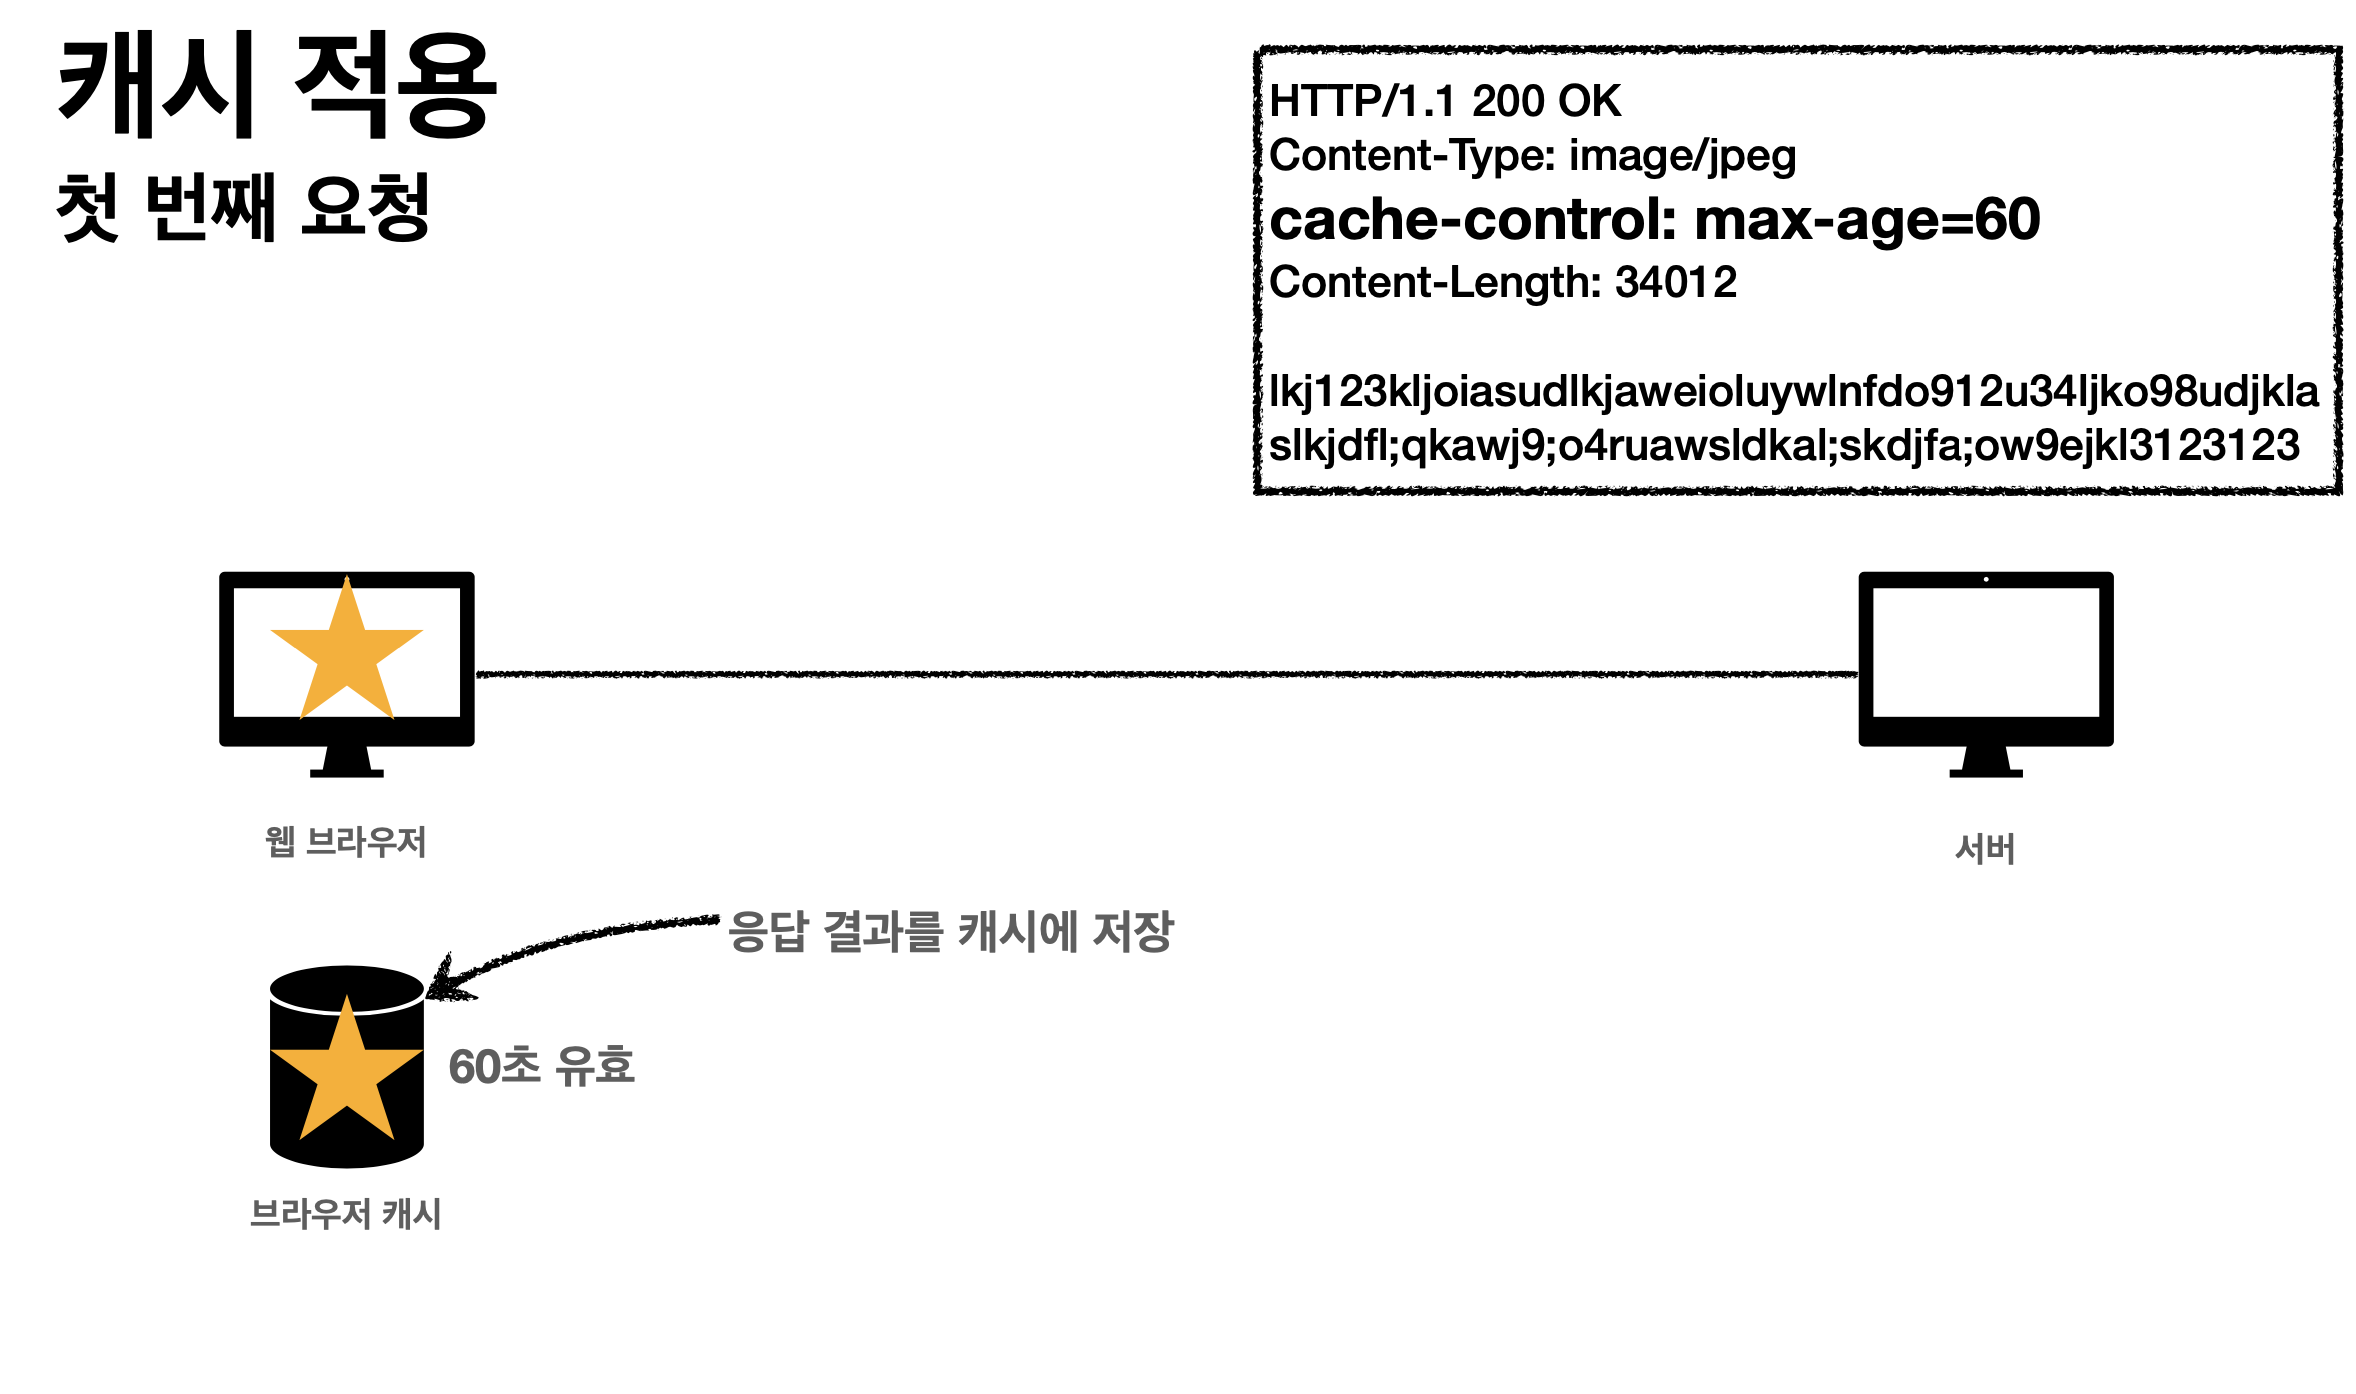 캐시 적용
첫 번째 요청
HTTP/1.1 200 OK
Content-Type: image/jpeg
cache-control: max-age=60
Content-Length: 34012
lkj123kljoiasudlkjaweioluywlnfdo912u34ljko98udjkla
slkjdfl;qkawj9;o4ruawsldkal;skdjfa;ow9ejkl3123123
웹 브라우저
서버
응답 결과를 캐시에 저장
60초 유효
브라우저 캐시